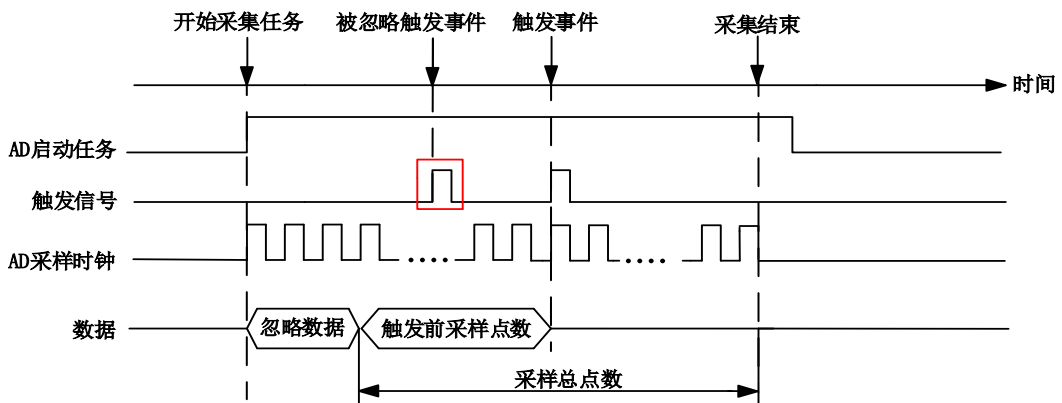 开始采集任务
被忽略触发事件
触发事件
采集结束
时间
AD启动任务
触发信号
AD采样时钟
数据
忽略数据
触发前采样点数
采样总点数